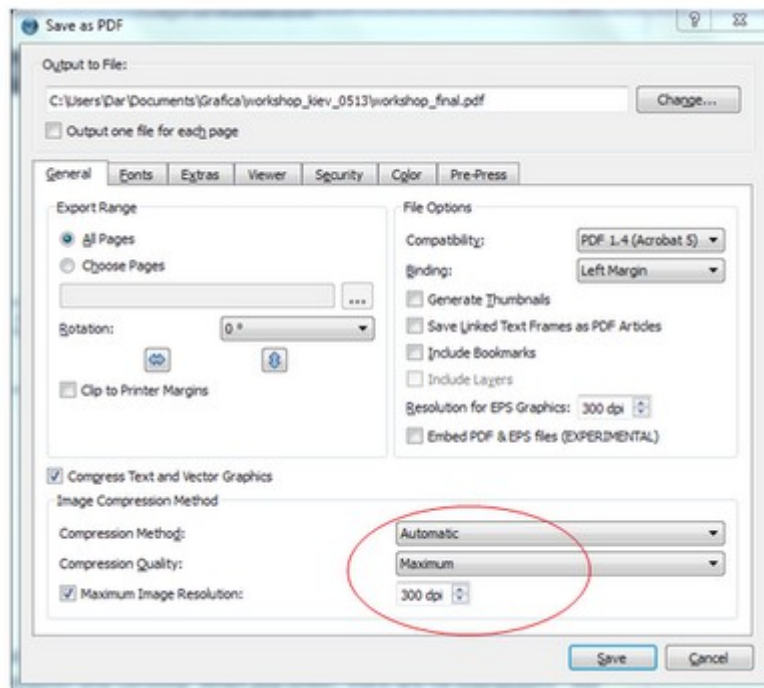 Save as PDF
Output to File:
C:\Users\Dar\Documents\Grafica\workshop_kiev_0513\workshop_final.pdf
Change...
Output one file for each page
General Fonts Extras Viewer Security Color Pre-Press
Export Range
All Pages
Choose Pages
...
Rotation: 0 °
Clip to Printer Margins
File Options
Compatibility: PDF 1.4 (Acrobat 5)
Binding: Left Margin
Generate Thumbnails
Save Linked Text Frames as PDF Articles
Include Bookmarks
Include Layers
Resolution for EPS Graphics: 300 dpi
Embed PDF & EPS files (EXPERIMENTAL)
Compress Text and Vector Graphics
Image Compression Method
Compression Method: Automatic
Compression Quality: Maximum
Maximum Image Resolution: 300 dpi
Save Cancel